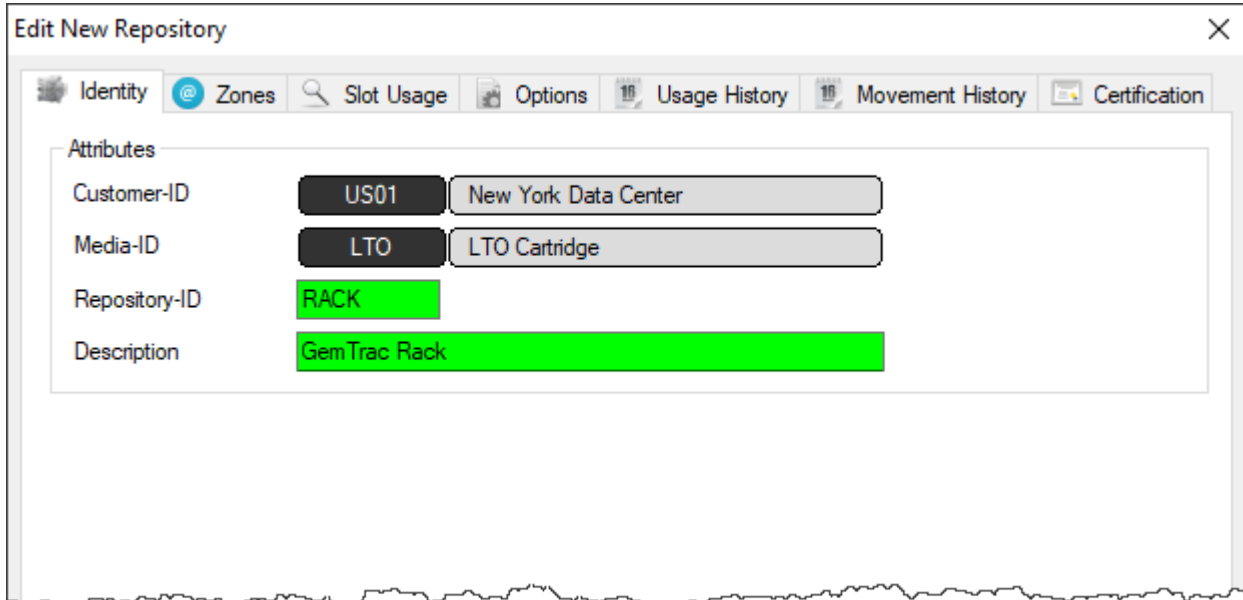 Edit New Repository
Identity Zones Slot Usage Options Usage History Movement History Certification
Attributes
Customer-ID US01 New York Data Center
Media-ID LTO LTO Cartridge
Repository-ID RACK
Description GemTrac Rack